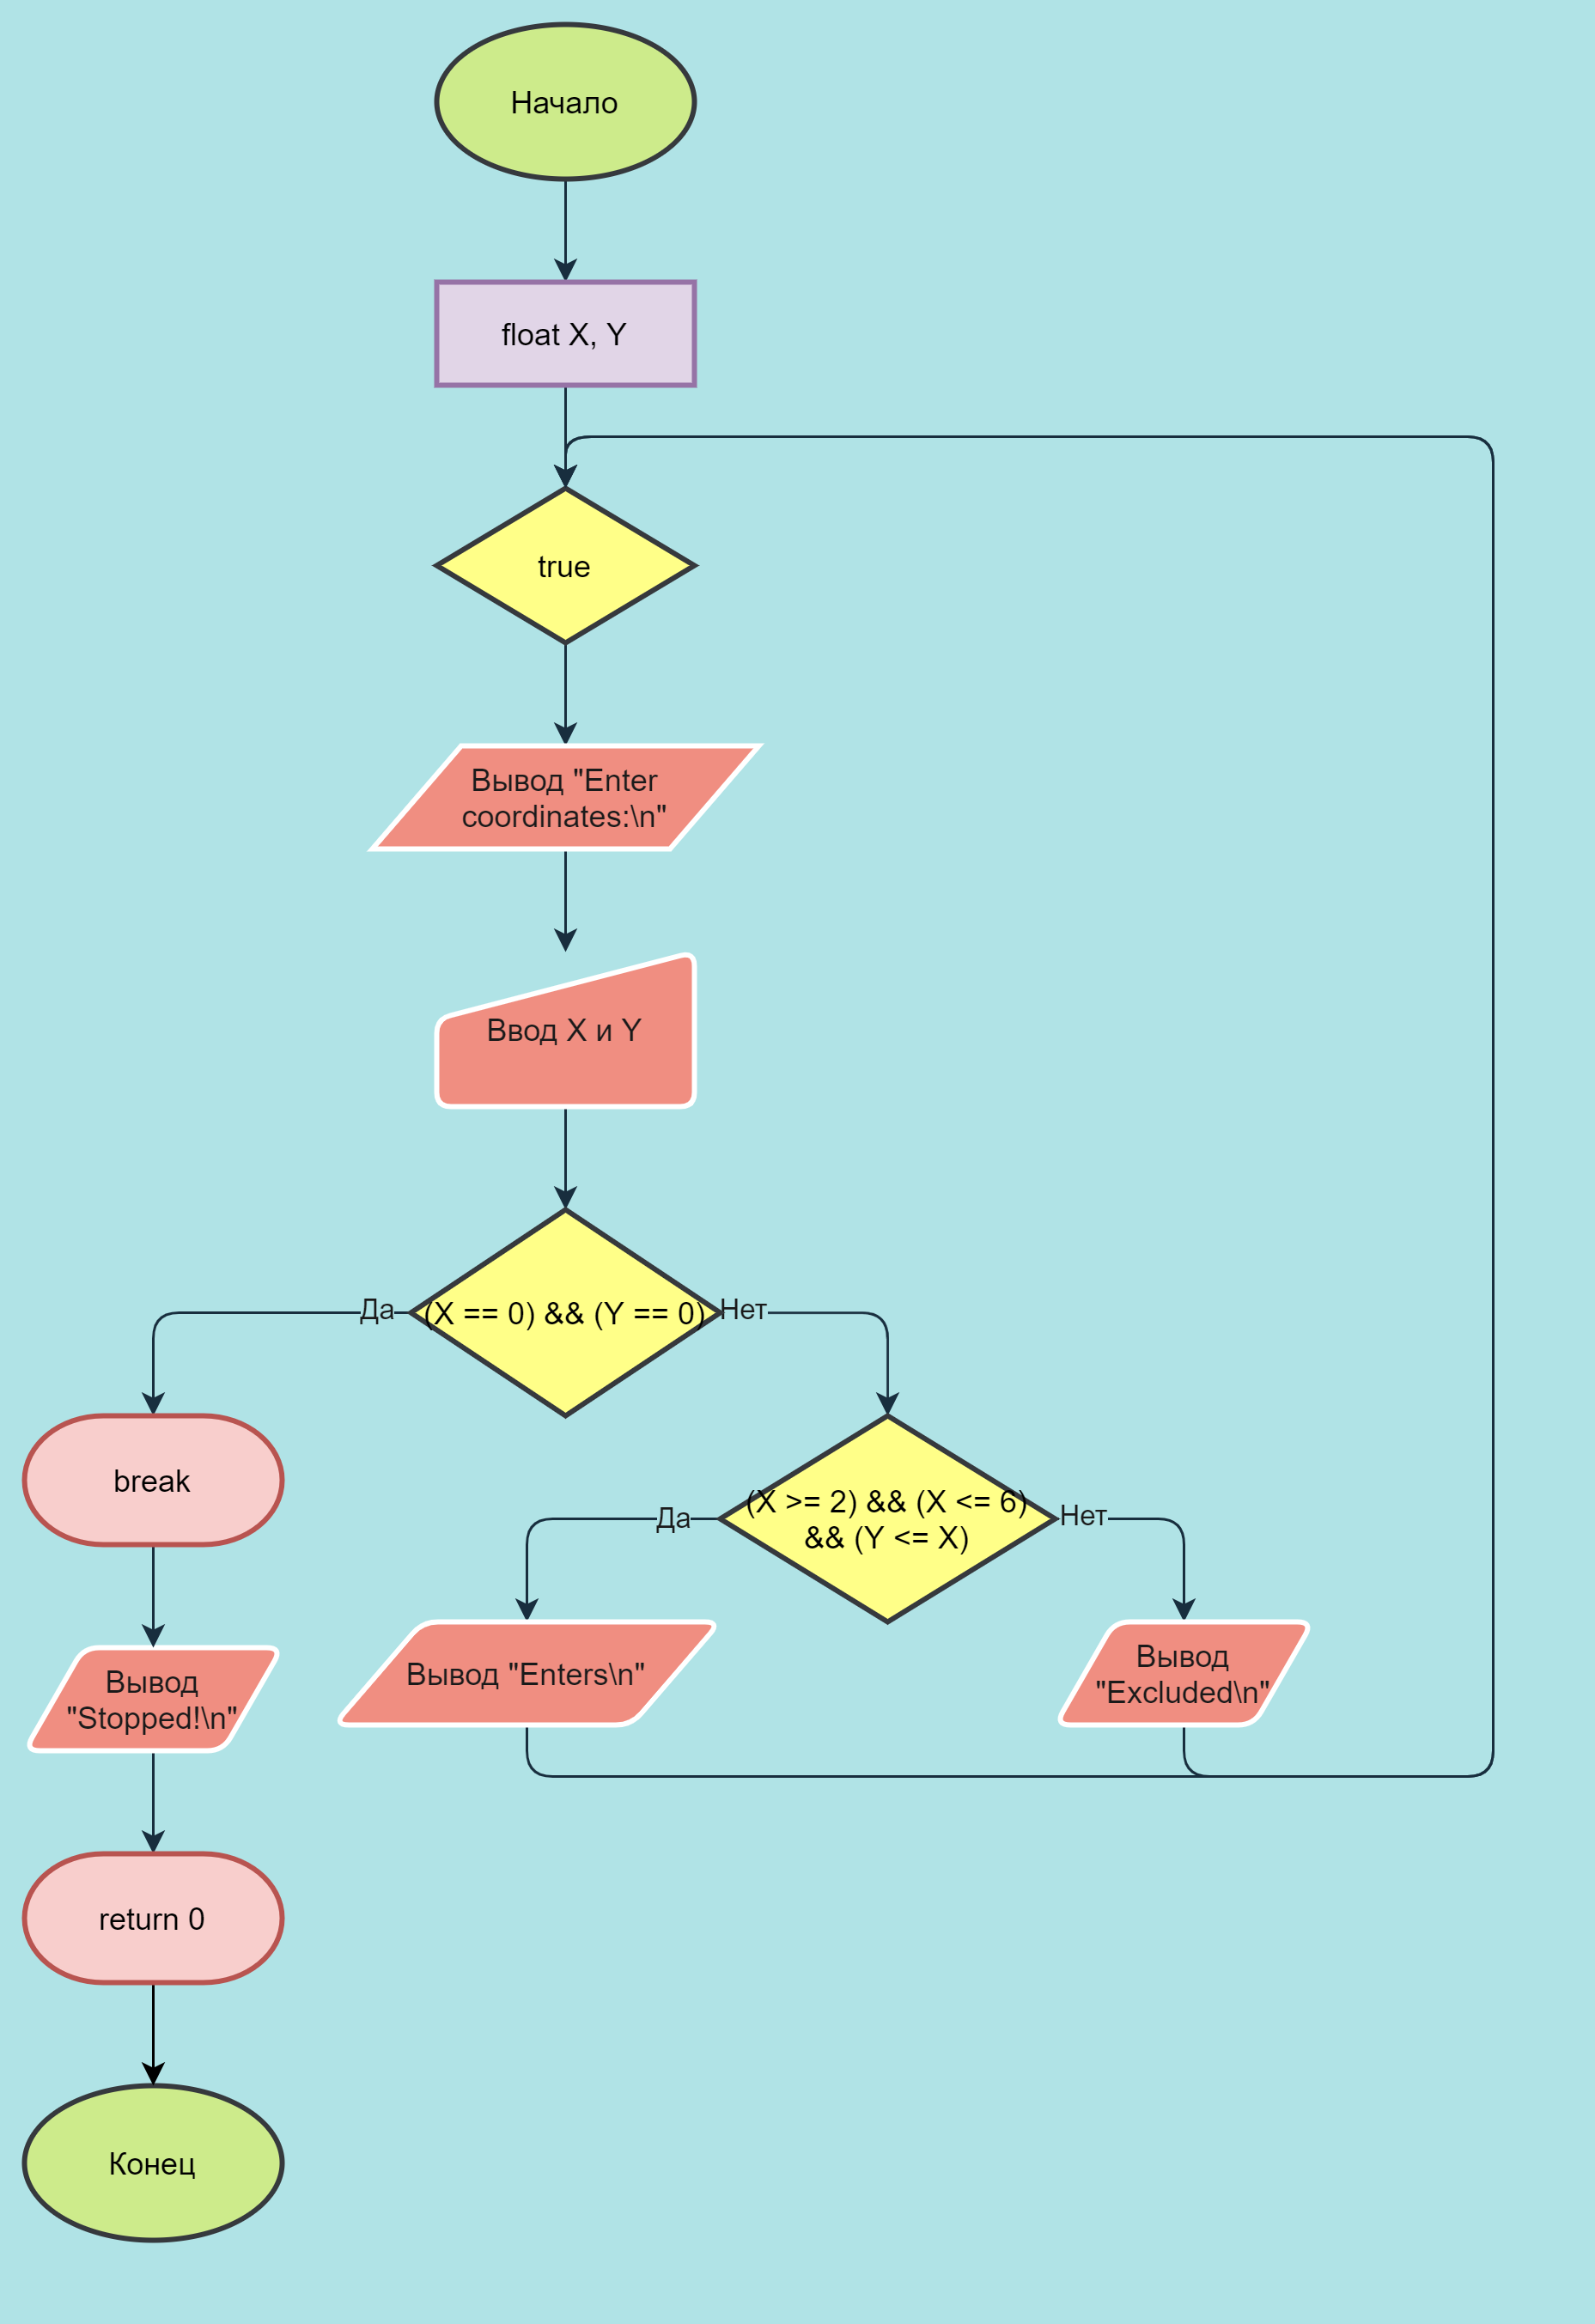 Начало
float X, Y
true
Вывод "Enter
coordinates:\n"
Ввод X и Y
Да
(X == 0) && (Y == 0)
Нет
break
Да
(X >= 2) && (X <= 6)
&& (Y <= X)
Нет
Вывод
"Stopped!\n"
Вывод "Enters\n"
Вывод
"Excluded\n"
return 0
Конец